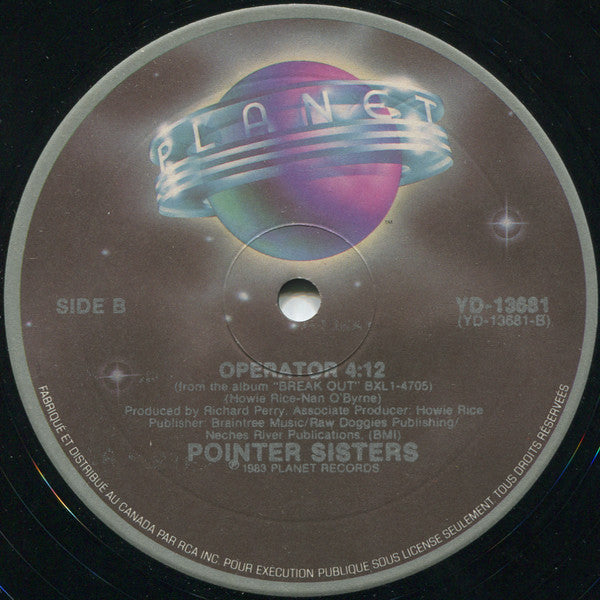 PLANET
TM
SIDE B
YD-13681
(YD-13681-B)
OPERATOR 4:12
(from the album "BREAK OUT" BXL1-4705)
(Howie Rice-Nan O'Byrne)
Produced by Richard Perry. Associate Producer: Howie Rice
Publisher: Braintree Music/Raw Doggies Publishing/
Neches River Publications, (BMI)
POINTER SISTERS
℗ 1983 PLANET RECORDS
FABRIQUÉ ET DISTRIBUÉ AU CANADA PAR RCA INC. POUR EXÉCUTION PUBLIQUE SOUS LICENSE SEULEMENT. TOUS DROITS RÉSERVÉES